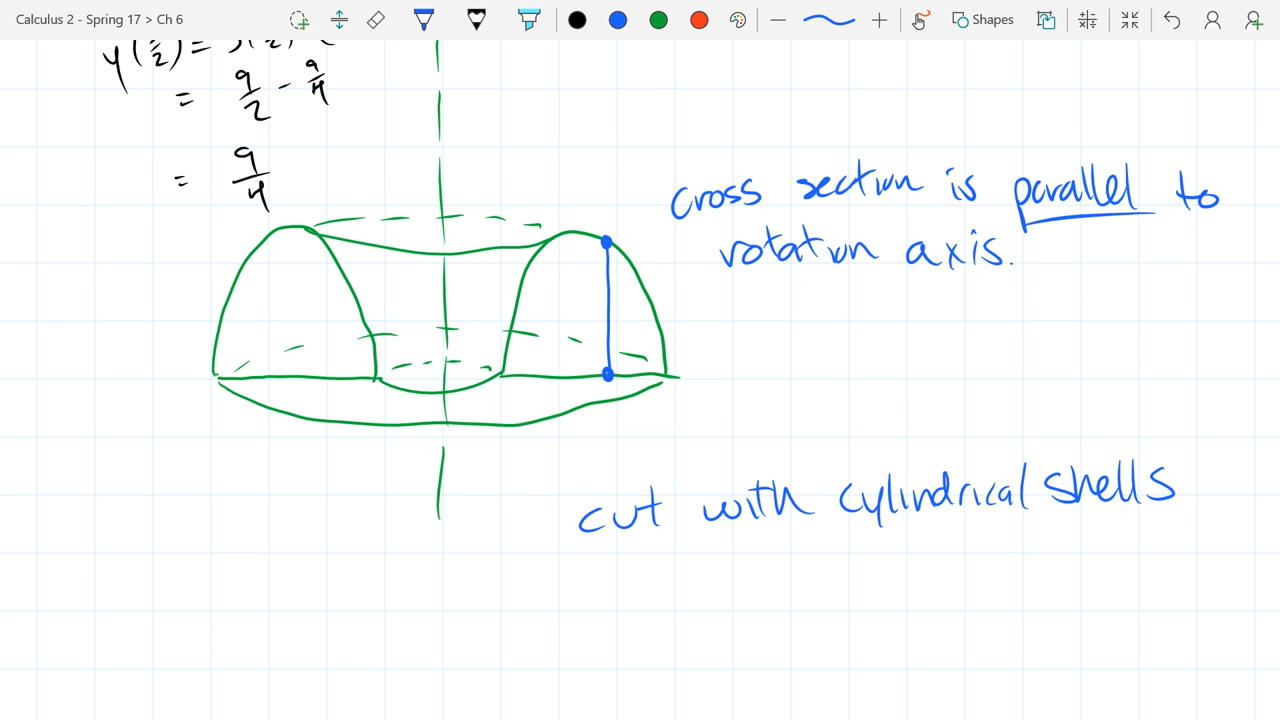 Calculus 2 - Spring 17 > Ch 6
Shapes
= 9/2 - 9/4
= 9/4
cross section is parallel to
rotation axis.
cut with cylindrical shells